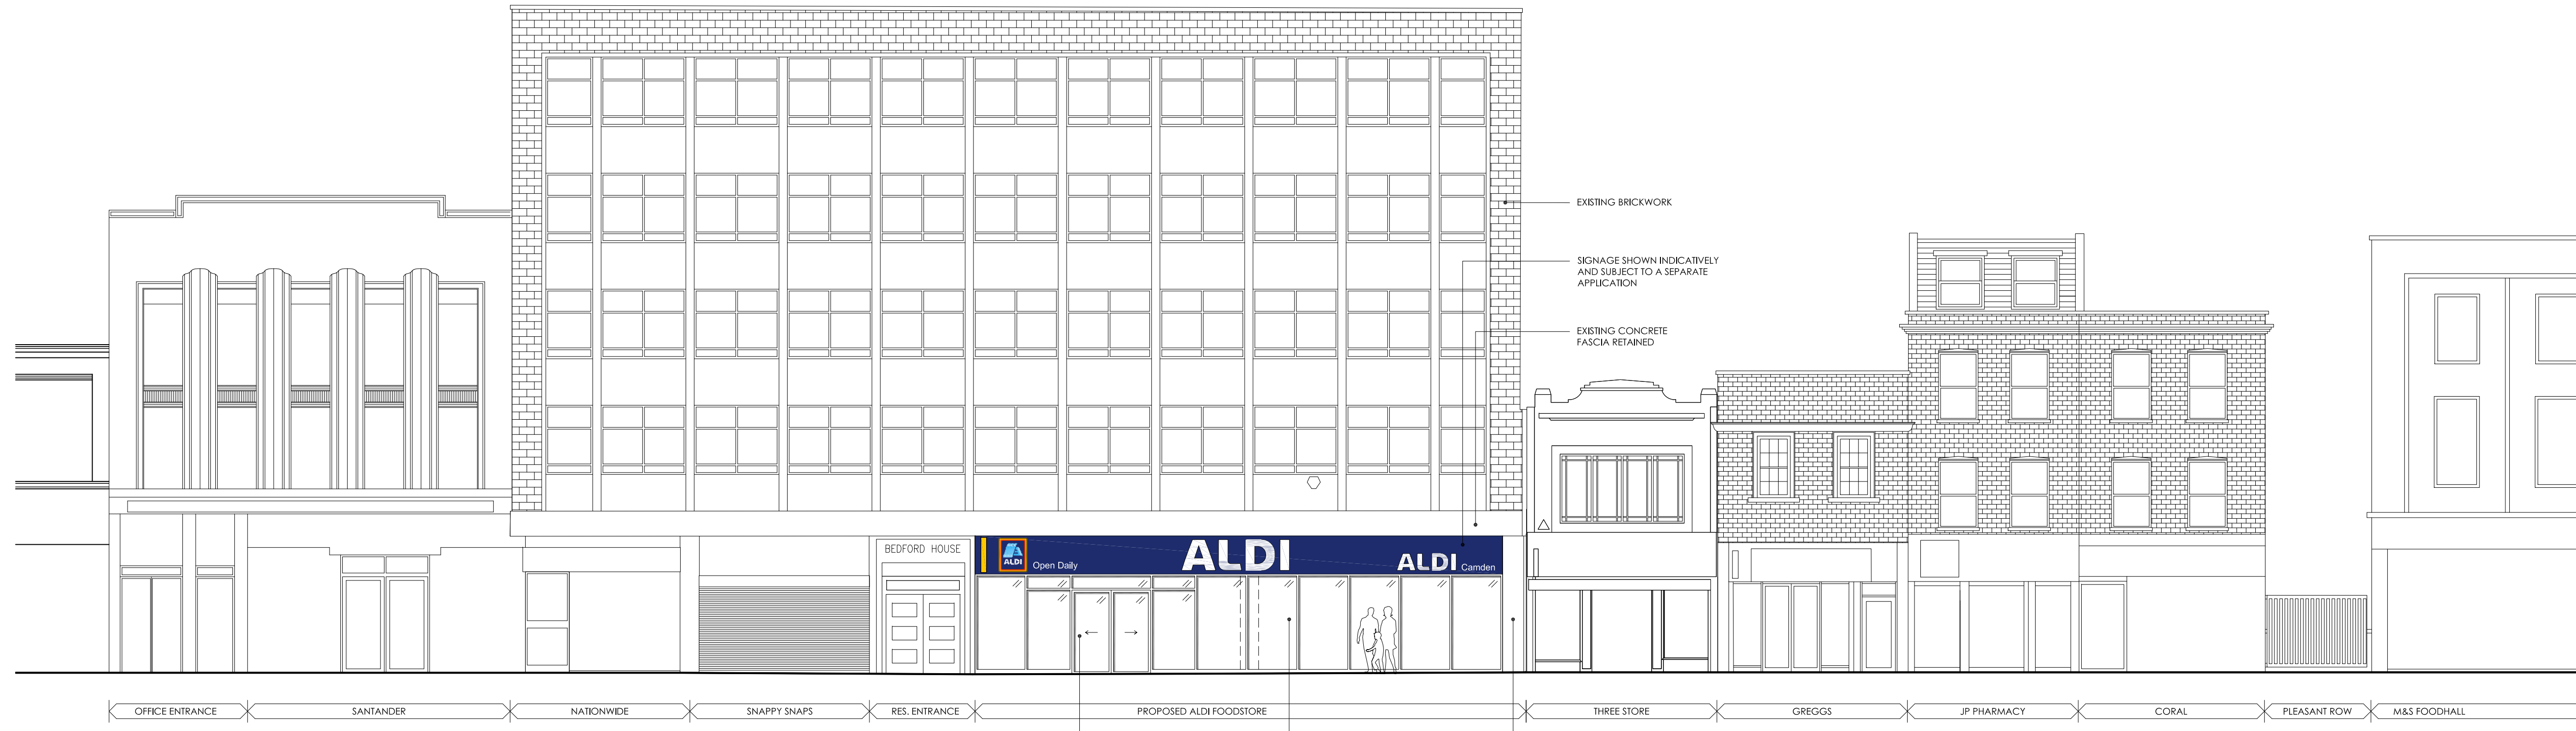 EXISTING BRICKWORK
SIGNAGE SHOWN INDICATIVELY
AND SUBJECT TO A SEPARATE
APPLICATION
EXISTING CONCRETE
FASCIA RETAINED
BEDFORD HOUSE
ALDI
Open Daily
ALDI
ALDI
Camden
OFFICE ENTRANCE
SANTANDER
NATIONWIDE
SNAPPY SNAPS
RES. ENTRANCE
PROPOSED ALDI FOODSTORE
THREE STORE
GREGGS
JP PHARMACY
CORAL
PLEASANT ROW
M&S FOODHALL